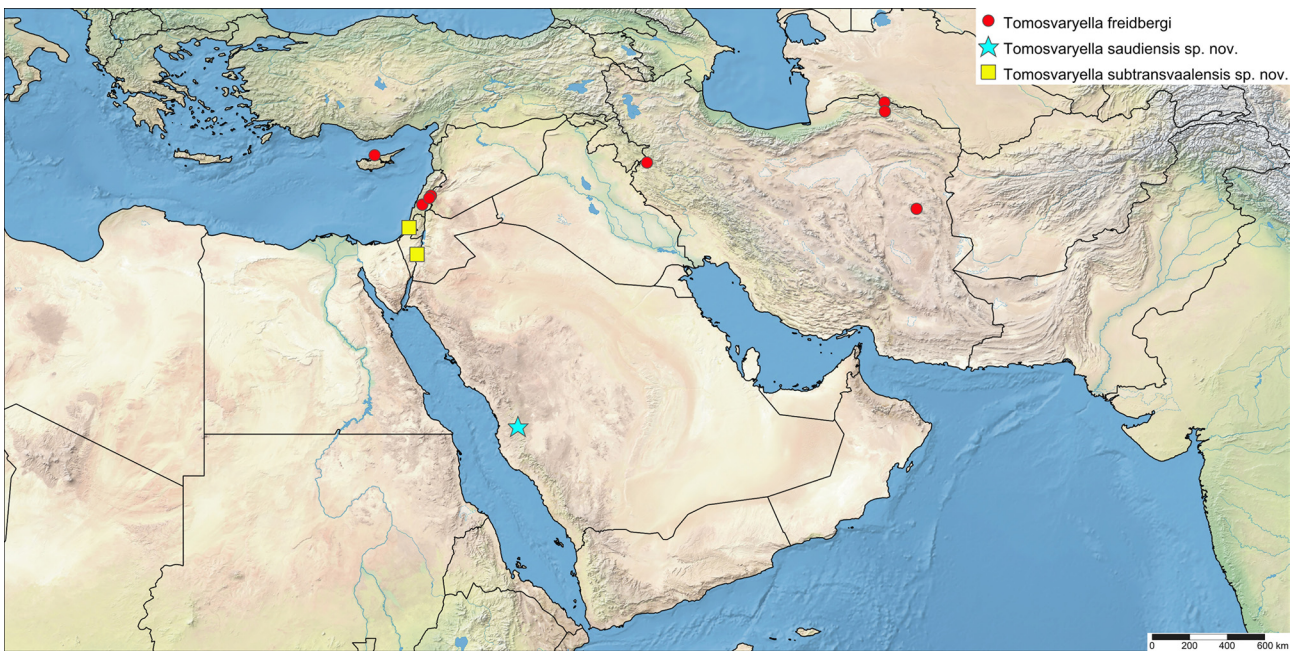 Tomosvaryella freidbergi
Tomosvaryella saudiensis sp. nov.
Tomosvaryella subtransvaalensis sp. nov.
0 200 400 600 km